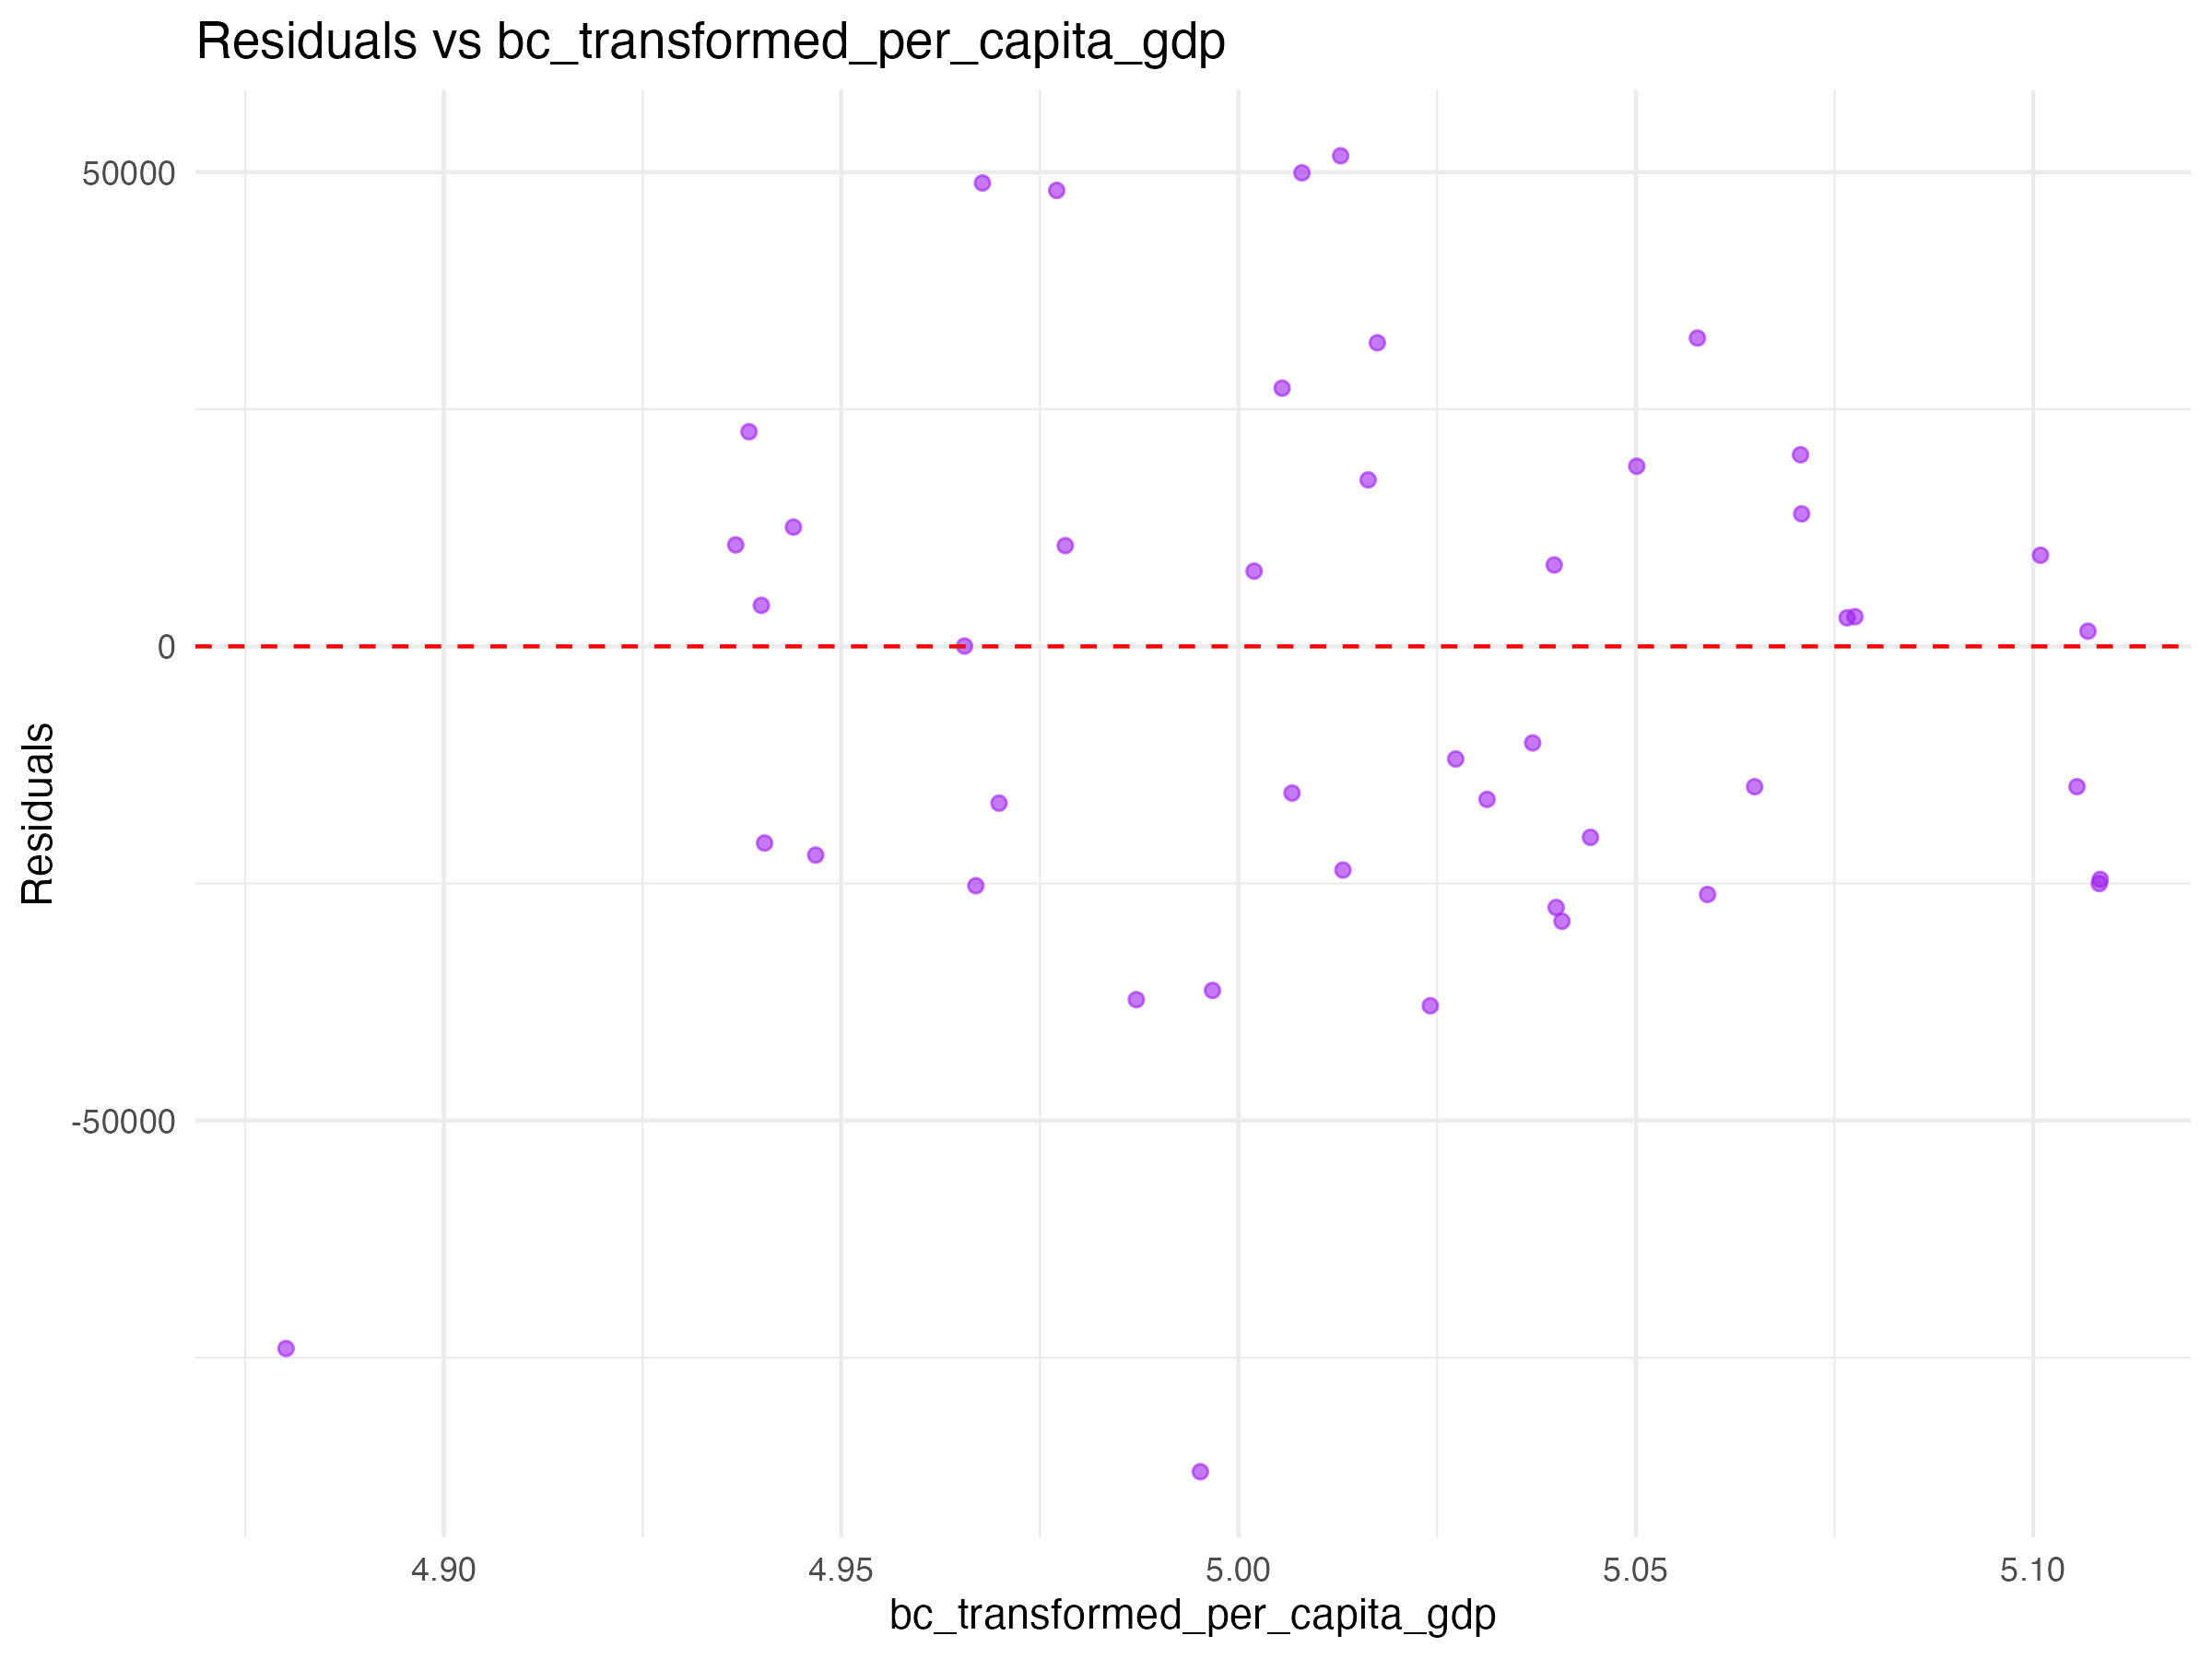 Residuals vs bc_transformed_per_capita_gdp
50000
0
-50000
Residuals
4.90 4.95 5.00 5.05 5.10
bc_transformed_per_capita_gdp